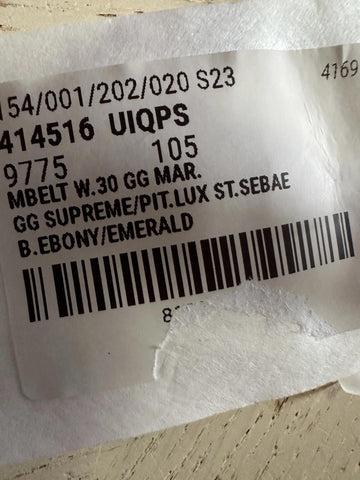 154/001/202/020 S23 4169
414516 UIQPS
9775 105
MBELT W.30 GG MAR.
GG SUPREME/PIT.LUX ST.SEBAE
B.EBONY/EMERALD